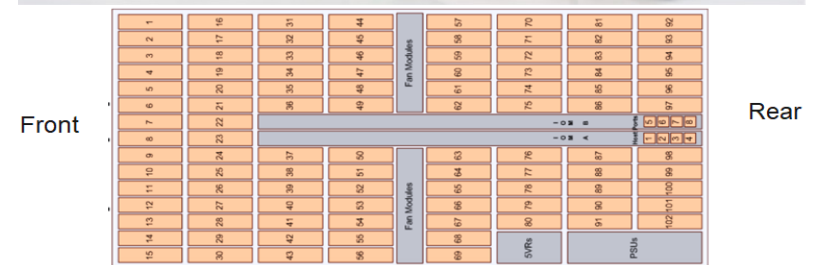 Front
Rear
1 16 31 44 57 70 81 92
2 17 32 45 58 71 82 93
3 18 33 46 Fan Modules 59 72 83 94
4 19 34 47 60 73 84 95
5 20 35 48 61 74 85 96
6 21 36 49 62 75 86 97
7 22 IOM B Host Ports 5 6 7 8
8 23 IOM A 1 2 3 4
9 24 37 50 63 76 87 98
10 25 38 51 64 77 88 99
11 26 39 52 Fan Modules 65 78 89 100
12 27 40 53 66 79 90 101
13 28 41 54 67 80 91 102
14 29 42 55 68 5VRs PSUs
15 30 43 56 69